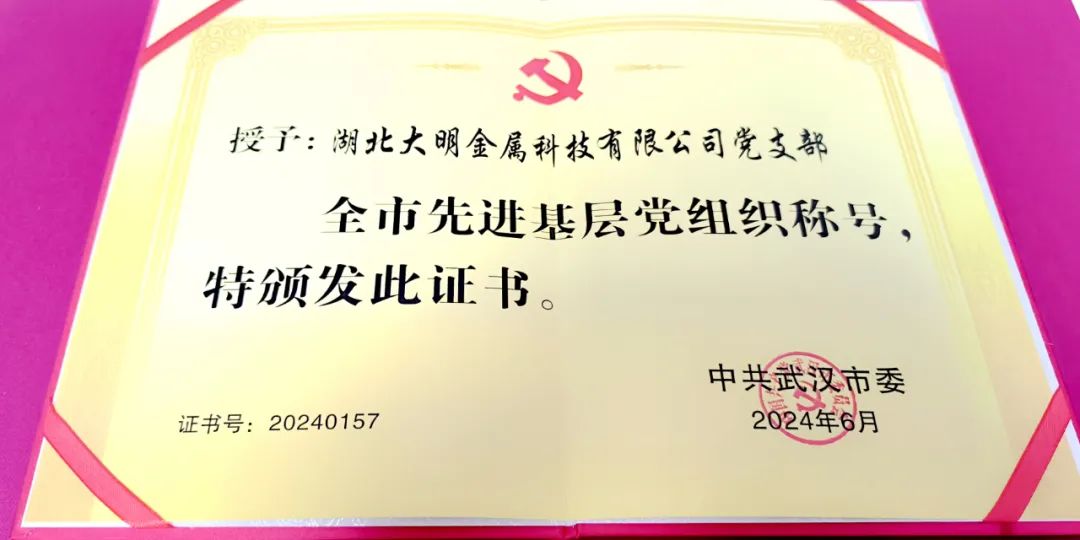 授予：湖北大明金属科技有限公司党支部
全市先进基层党组织称号，
特颁发此证书。
中共武汉市委
2024年6月
证书号：20240157